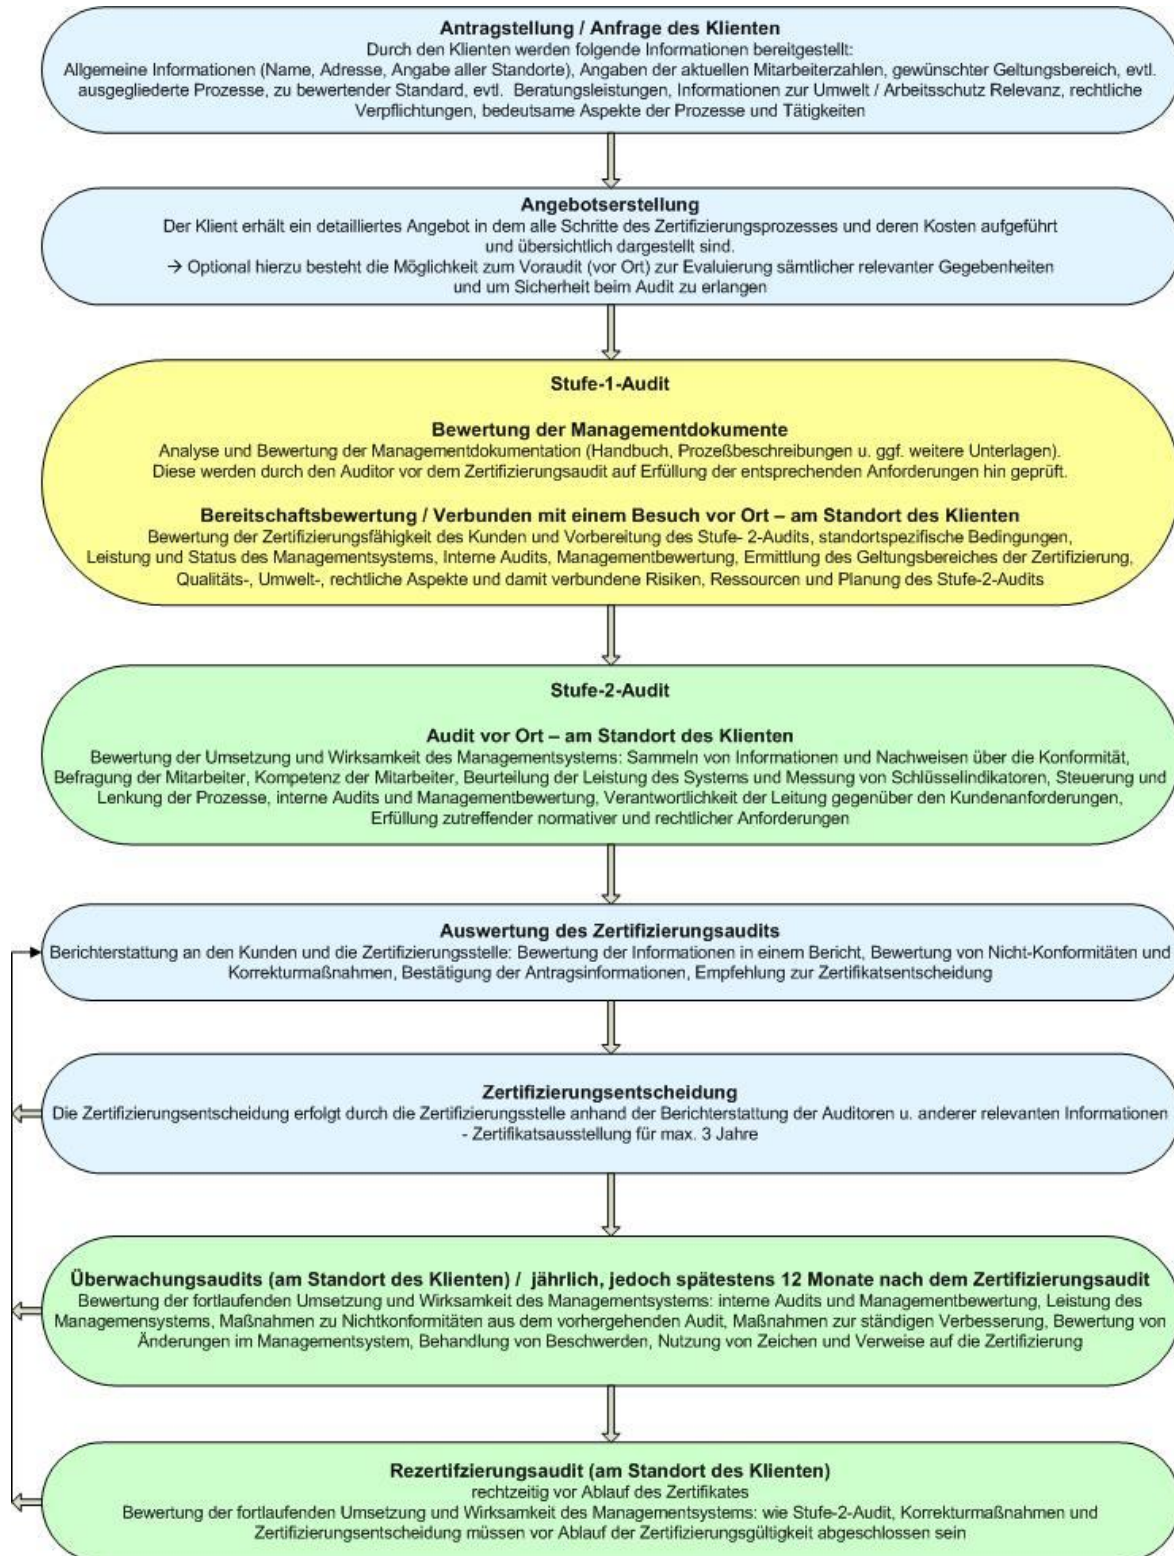 Antragstellung / Anfrage des Klienten
Durch den Klienten werden folgende Informationen bereitgestellt:
Allgemeine Informationen (Name, Adresse, Angabe aller Standorte), Angaben der aktuellen Mitarbeiterzahlen, gewünschter Geltungsbereich, evtl.
ausgegliederte Prozesse, zu bewertender Standard, evtl. Beratungsleistungen, Informationen zur Umwelt / Arbeitsschutz Relevanz, rechtliche
Verpflichtungen, bedeutsame Aspekte der Prozesse und Tätigkeiten
Angebotserstellung
Der Klient erhält ein detailliertes Angebot in dem alle Schritte des Zertifizierungsprozesses und deren Kosten aufgeführt
und übersichtlich dargestellt sind.
→ Optional hierzu besteht die Möglichkeit zum Voraudit (vor Ort) zur Evaluierung sämtlicher relevanter Gegebenheiten
und um Sicherheit beim Audit zu erlangen
Stufe-1-Audit
Bewertung der Managementdokumente
Analyse und Bewertung der Managementdokumentation (Handbuch, Prozeßbeschreibungen u. ggf. weitere Unterlagen).
Diese werden durch den Auditor vor dem Zertifizierungsaudit auf Erfüllung der entsprechenden Anforderungen hin geprüft.
Bereitschaftsbewertung / Verbunden mit einem Besuch vor Ort – am Standort des Klienten
Bewertung der Zertifizierungsfähigkeit des Kunden und Vorbereitung des Stufe- 2-Audits, standortspezifische Bedingungen,
Leistung und Status des Managementsystems, Interne Audits, Managementbewertung, Ermittlung des Geltungsbereiches der Zertifizierung,
Qualitäts-, Umwelt-, rechtliche Aspekte und damit verbundene Risiken, Ressourcen und Planung des Stufe-2-Audits
Stufe-2-Audit
Audit vor Ort – am Standort des Klienten
Bewertung der Umsetzung und Wirksamkeit des Managementsystems: Sammeln von Informationen und Nachweisen über die Konformität,
Befragung der Mitarbeiter, Kompetenz der Mitarbeiter, Beurteilung der Leistung des Systems und Messung von Schlüsselindikatoren, Steuerung und
Lenkung der Prozesse, interne Audits und Managementbewertung, Verantwortlichkeit der Leitung gegenüber den Kundenanforderungen,
Erfüllung zutreffender normativer und rechtlicher Anforderungen
Auswertung des Zertifizierungsaudits
Berichterstattung an den Kunden und die Zertifizierungsstelle: Bewertung der Informationen in einem Bericht, Bewertung von Nicht-Konformitäten und
Korrekturmaßnahmen, Bestätigung der Antragsinformationen, Empfehlung zur Zertifikatsentscheidung
Zertifizierungsentscheidung
Die Zertifizierungsentscheidung erfolgt durch die Zertifizierungsstelle anhand der Berichterstattung der Auditoren u. anderer relevanten Informationen
- Zertifikatsausstellung für max. 3 Jahre
Überwachungsaudits (am Standort des Klienten) / jährlich, jedoch spätestens 12 Monate nach dem Zertifizierungsaudit
Bewertung der fortlaufenden Umsetzung und Wirksamkeit des Managementsystems: interne Audits und Managementbewertung, Leistung des
Managemensystems, Maßnahmen zu Nichtkonformitäten aus dem vorhergehenden Audit, Maßnahmen zur ständigen Verbesserung, Bewertung von
Änderungen im Managementsystem, Behandlung von Beschwerden, Nutzung von Zeichen und Verweise auf die Zertifizierung
Rezertifzierungsaudit (am Standort des Klienten)
rechtzeitig vor Ablauf des Zertifikates
Bewertung der fortlaufenden Umsetzung und Wirksamkeit des Managementsystems: wie Stufe-2-Audit, Korrekturmaßnahmen und
Zertifizierungsentscheidung müssen vor Ablauf der Zertifizierungsgültigkeit abgeschlossen sein